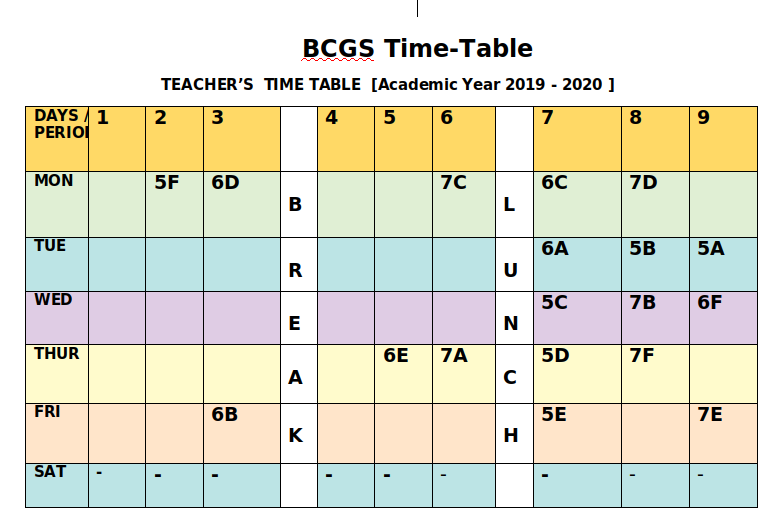 BCGS Time-Table
TEACHER’S TIME TABLE [Academic Year 2019 - 2020 ]
DAYS / 1 2 3 4 5 6 7 8 9
PERIO
MON 5F 6D B 7C L 6C 7D
TUE R U 6A 5B 5A
WED E N 5C 7B 6F
THUR A 6E 7A C 5D 7F
FRI 6B K H 5E 7E
SAT - - - - - - - - -